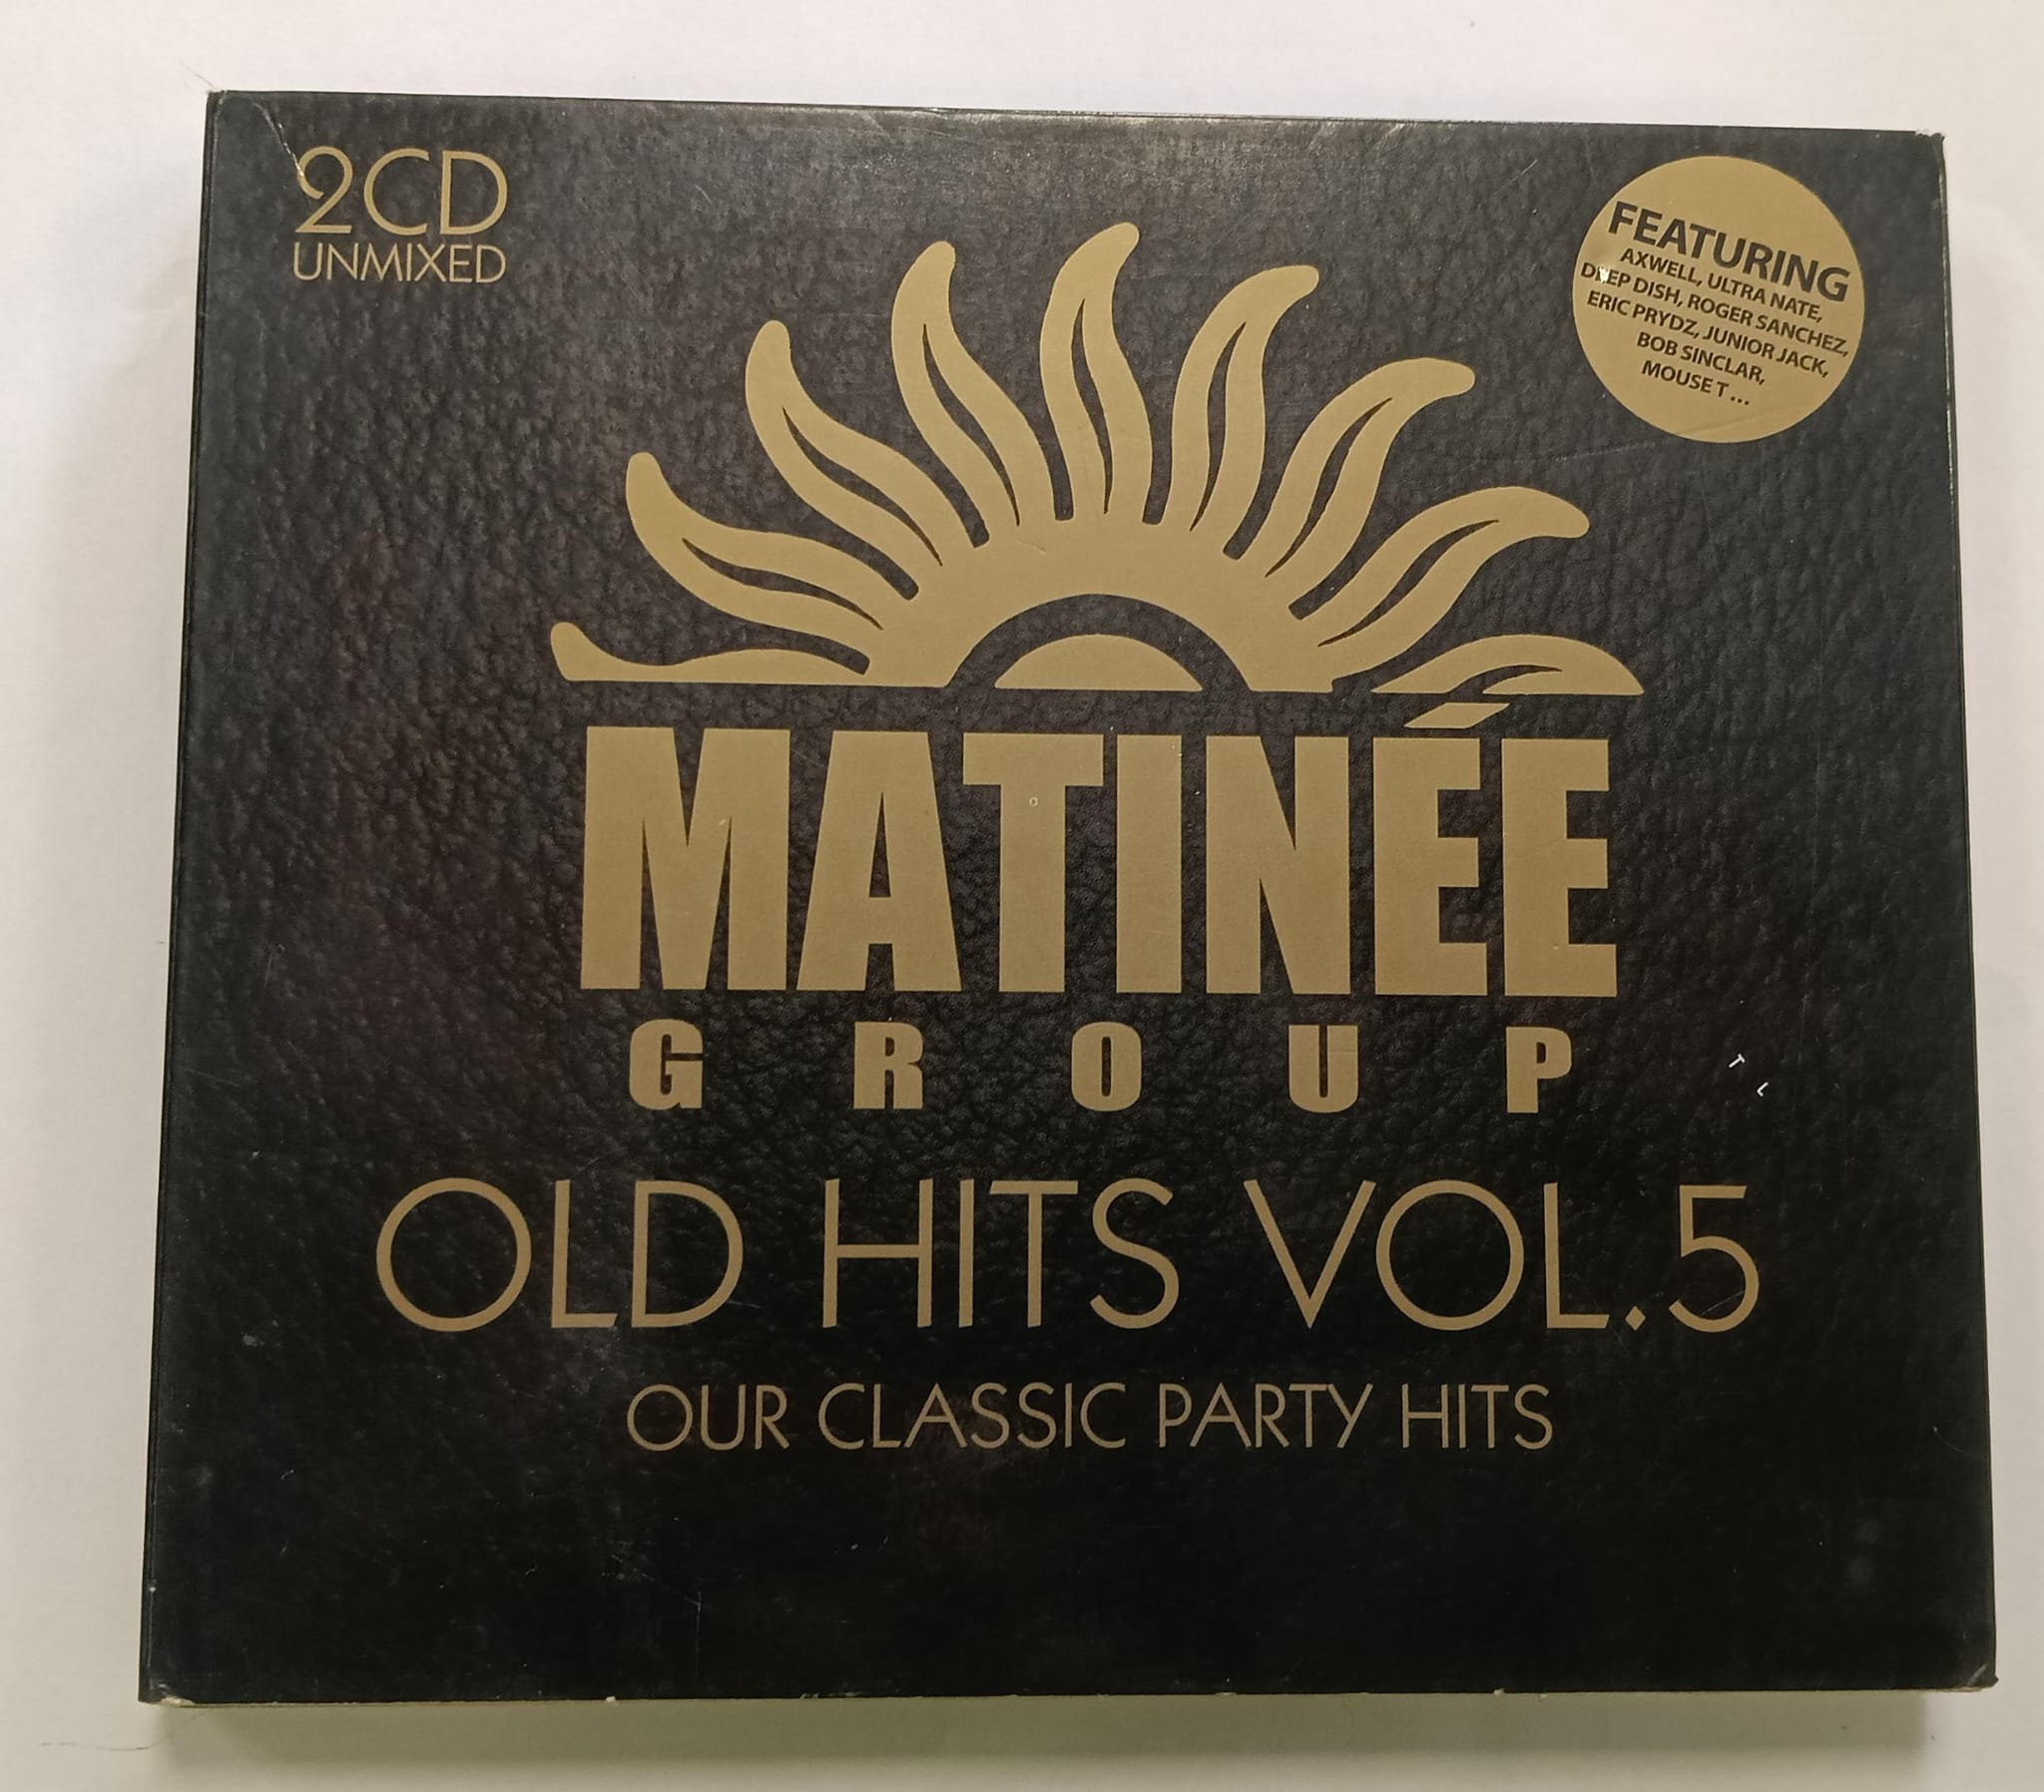 2CD
UNMIXED
FEATURING
AXWELL, ULTRA NATE,
DEEP DISH, ROGER SANCHEZ,
ERIC PRYDZ, JUNIOR JACK,
BOB SINCLAR,
MOUSE T ...
MATINÉE
GROUP
OLD HITS VOL.5
OUR CLASSIC PARTY HITS